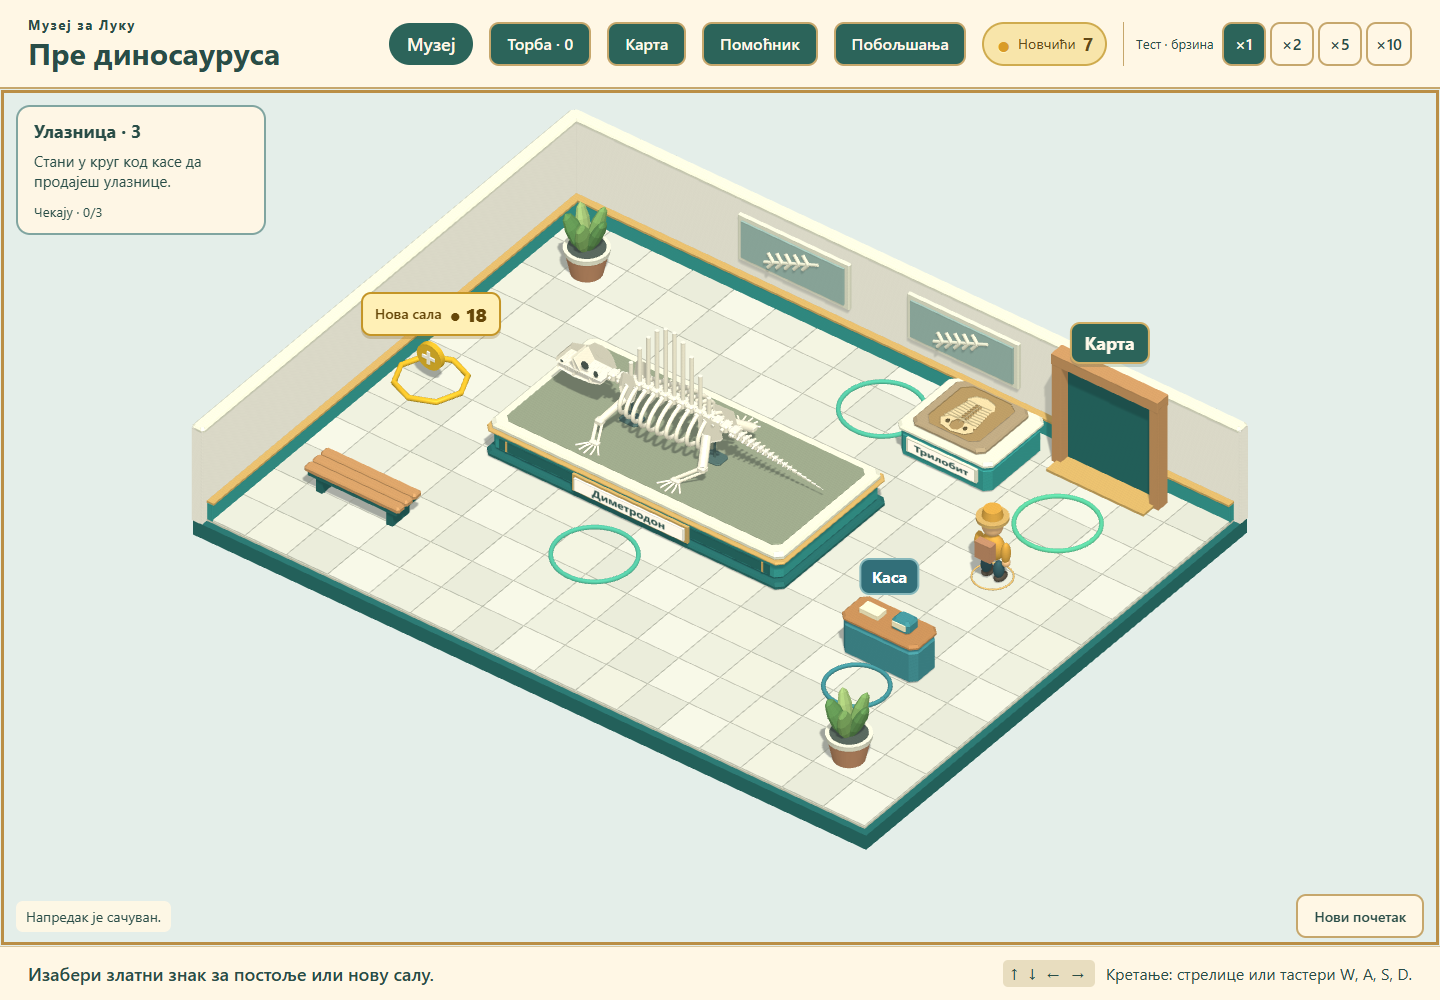 Музеј за Луку
Пре диносауруса
Музеј
Торба · 0
Карта
Помоћник
Побољшања
Новчићи 7
Тест · брзина
×1
×2
×5
×10
Улазница · 3
Стани у круг код касе да
продајеш улазнице.
Чекају · 0/3
Нова сала ● 18
Карта
Трилобит
Диметродон
Каса
Напредак је сачуван.
Нови почетак
Изабери златни знак за постоље или нову салу.
↑ ↓ ← → Кретање: стрелице или тастери W, A, S, D.